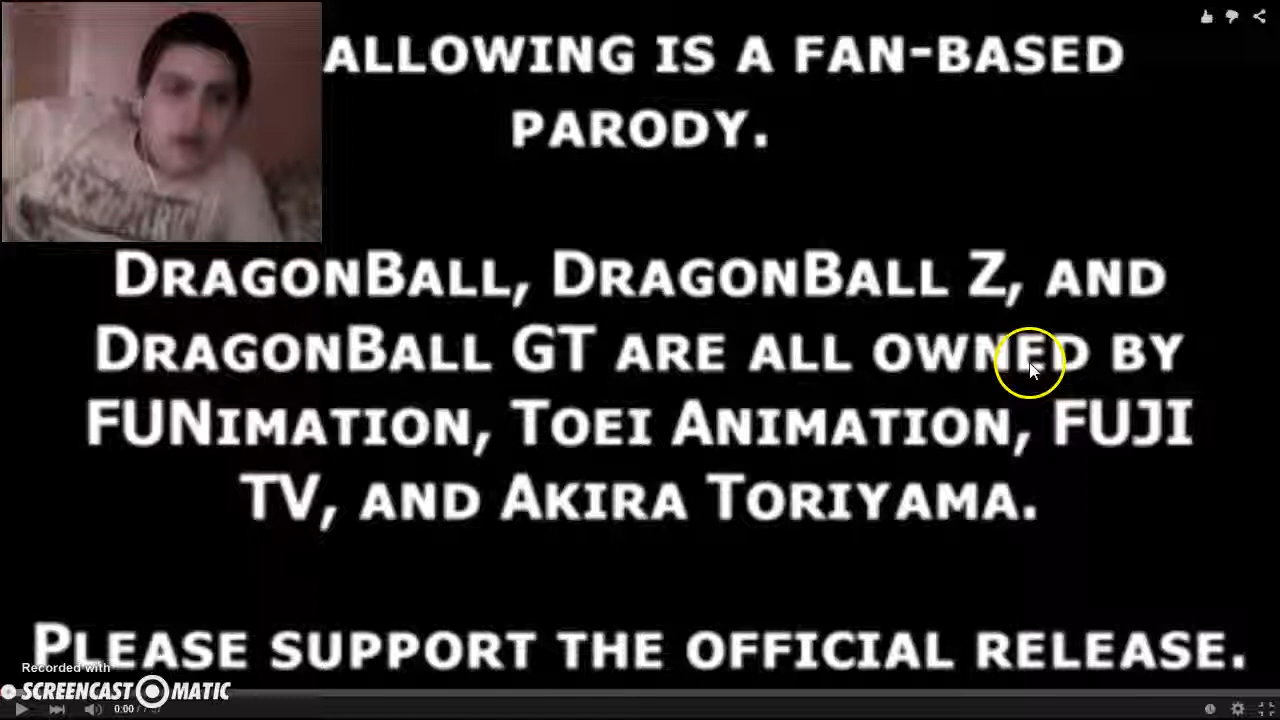 ALLOWING IS A FAN-BASED
PARODY.
DRAGONBALL, DRAGONBALL Z, AND
DRAGONBALL GT ARE ALL OWNED BY
FUNIMATION, TOEI ANIMATION, FUJI
TV, AND AKIRA TORIYAMA.
PLEASE SUPPORT THE OFFICIAL RELEASE.
Recorded with
SCREENCAST-O-MATIC
0:00